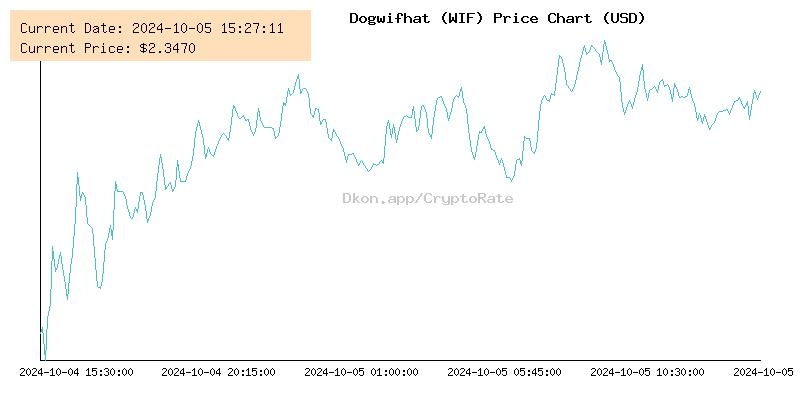 Dogwifhat (WIF) Price Chart (USD)
Current Date: 2024-10-05 15:27:11
Current Price: $2.3470
Dkon.app/CryptoRate
2024-10-04 15:30:00 2024-10-04 20:15:00 2024-10-05 01:00:00 2024-10-05 05:45:00 2024-10-05 10:30:00 2024-10-05